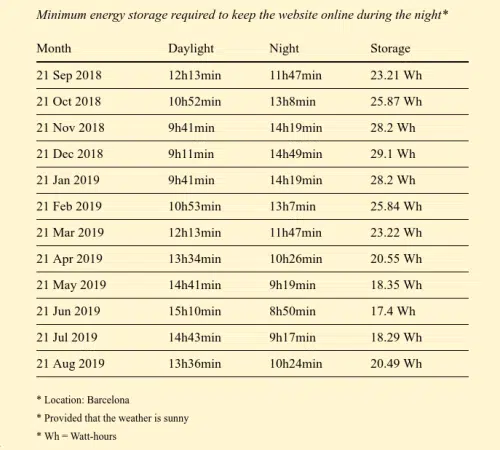 Minimum energy storage required to keep the website online during the night*
Month Daylight Night Storage
21 Sep 2018 12h13min 11h47min 23.21 Wh
21 Oct 2018 10h52min 13h8min 25.87 Wh
21 Nov 2018 9h41min 14h19min 28.2 Wh
21 Dec 2018 9h11min 14h49min 29.1 Wh
21 Jan 2019 9h41min 14h19min 28.2 Wh
21 Feb 2019 10h53min 13h7min 25.84 Wh
21 Mar 2019 12h13min 11h47min 23.22 Wh
21 Apr 2019 13h34min 10h26min 20.55 Wh
21 May 2019 14h41min 9h19min 18.35 Wh
21 Jun 2019 15h10min 8h50min 17.4 Wh
21 Jul 2019 14h43min 9h17min 18.29 Wh
21 Aug 2019 13h36min 10h24min 20.49 Wh
* Location: Barcelona
* Provided that the weather is sunny
* Wh = Watt-hours